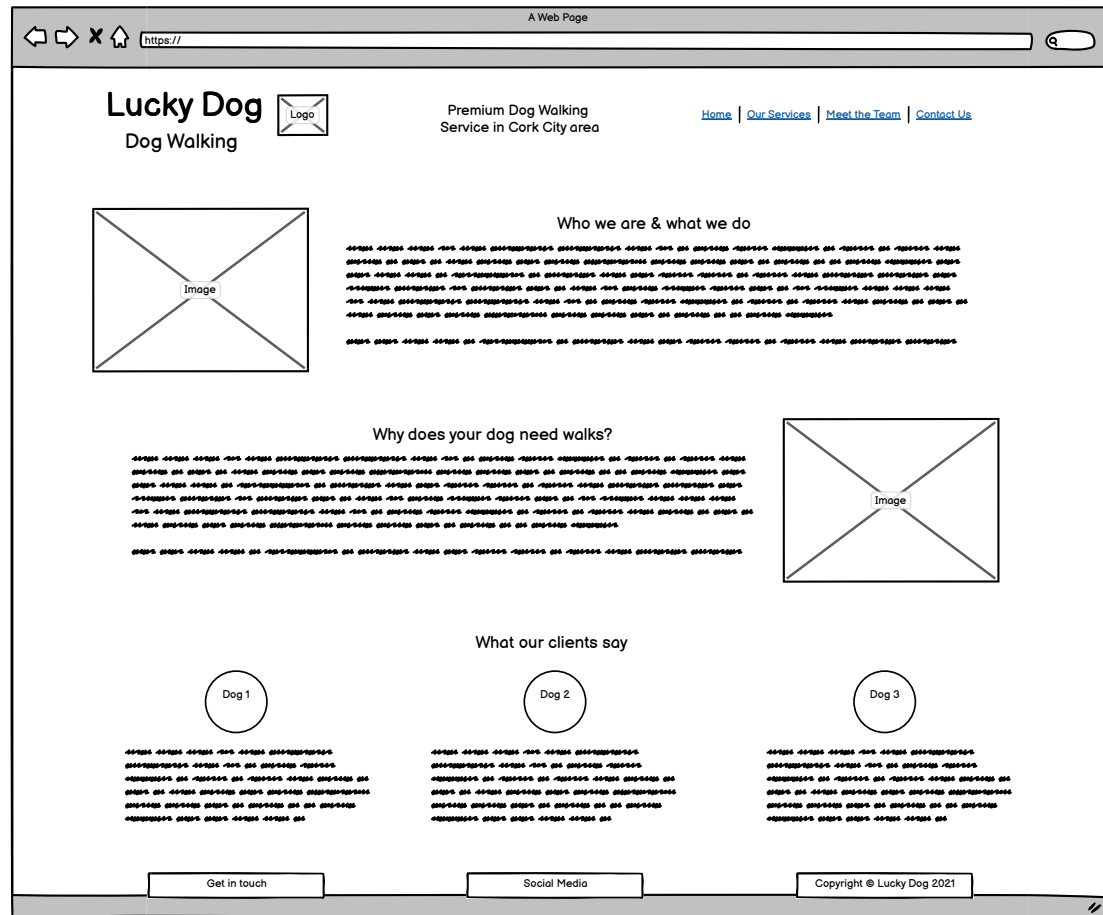 A Web Page
https://
Lucky Dog
Dog Walking
Logo
Premium Dog Walking
Service in Cork City area
Home | Our Services | Meet the Team | Contact Us
Image
Who we are & what we do
Why does your dog need walks?
Image
What our clients say
Dog 1
Dog 2
Dog 3
Get in touch
Social Media
Copyright © Lucky Dog 2021